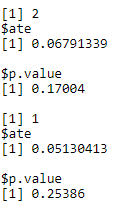 [1] 2
$ate
[1] 0.06791339
$p.value
[1] 0.17004
[1] 1
$ate
[1] 0.05130413
$p.value
[1] 0.25386